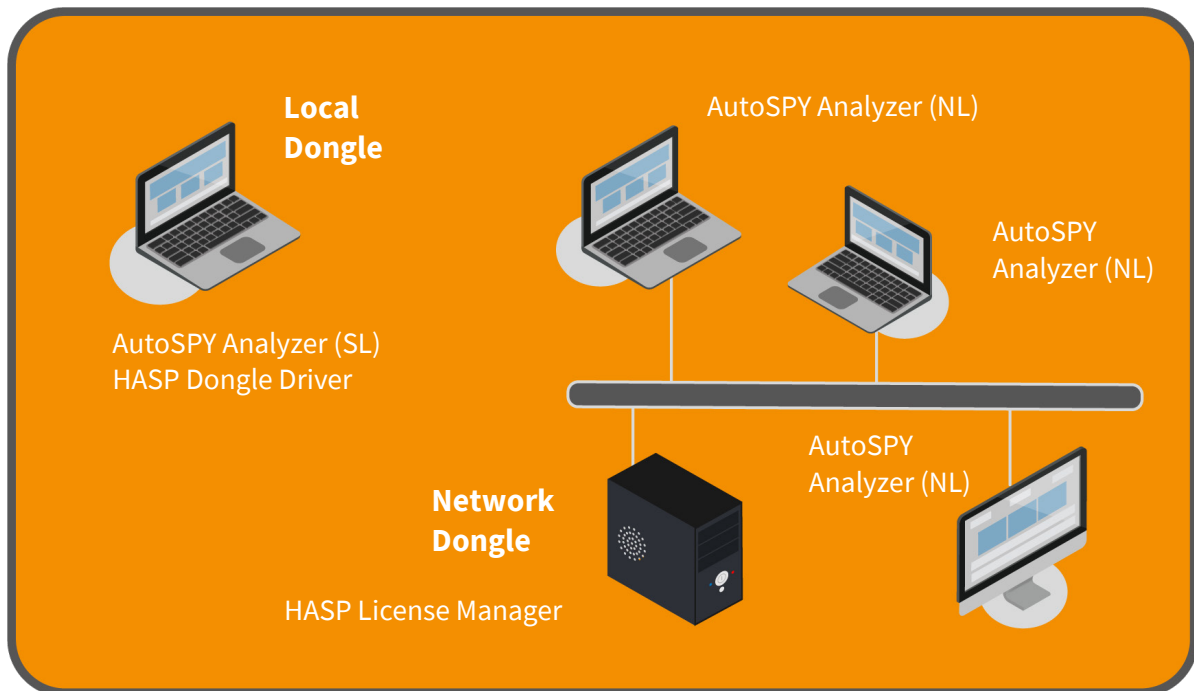 Local
Dongle
AutoSPY Analyzer (SL)
HASP Dongle Driver
AutoSPY Analyzer (NL)
AutoSPY
Analyzer (NL)
AutoSPY
Analyzer (NL)
Network
Dongle
HASP License Manager